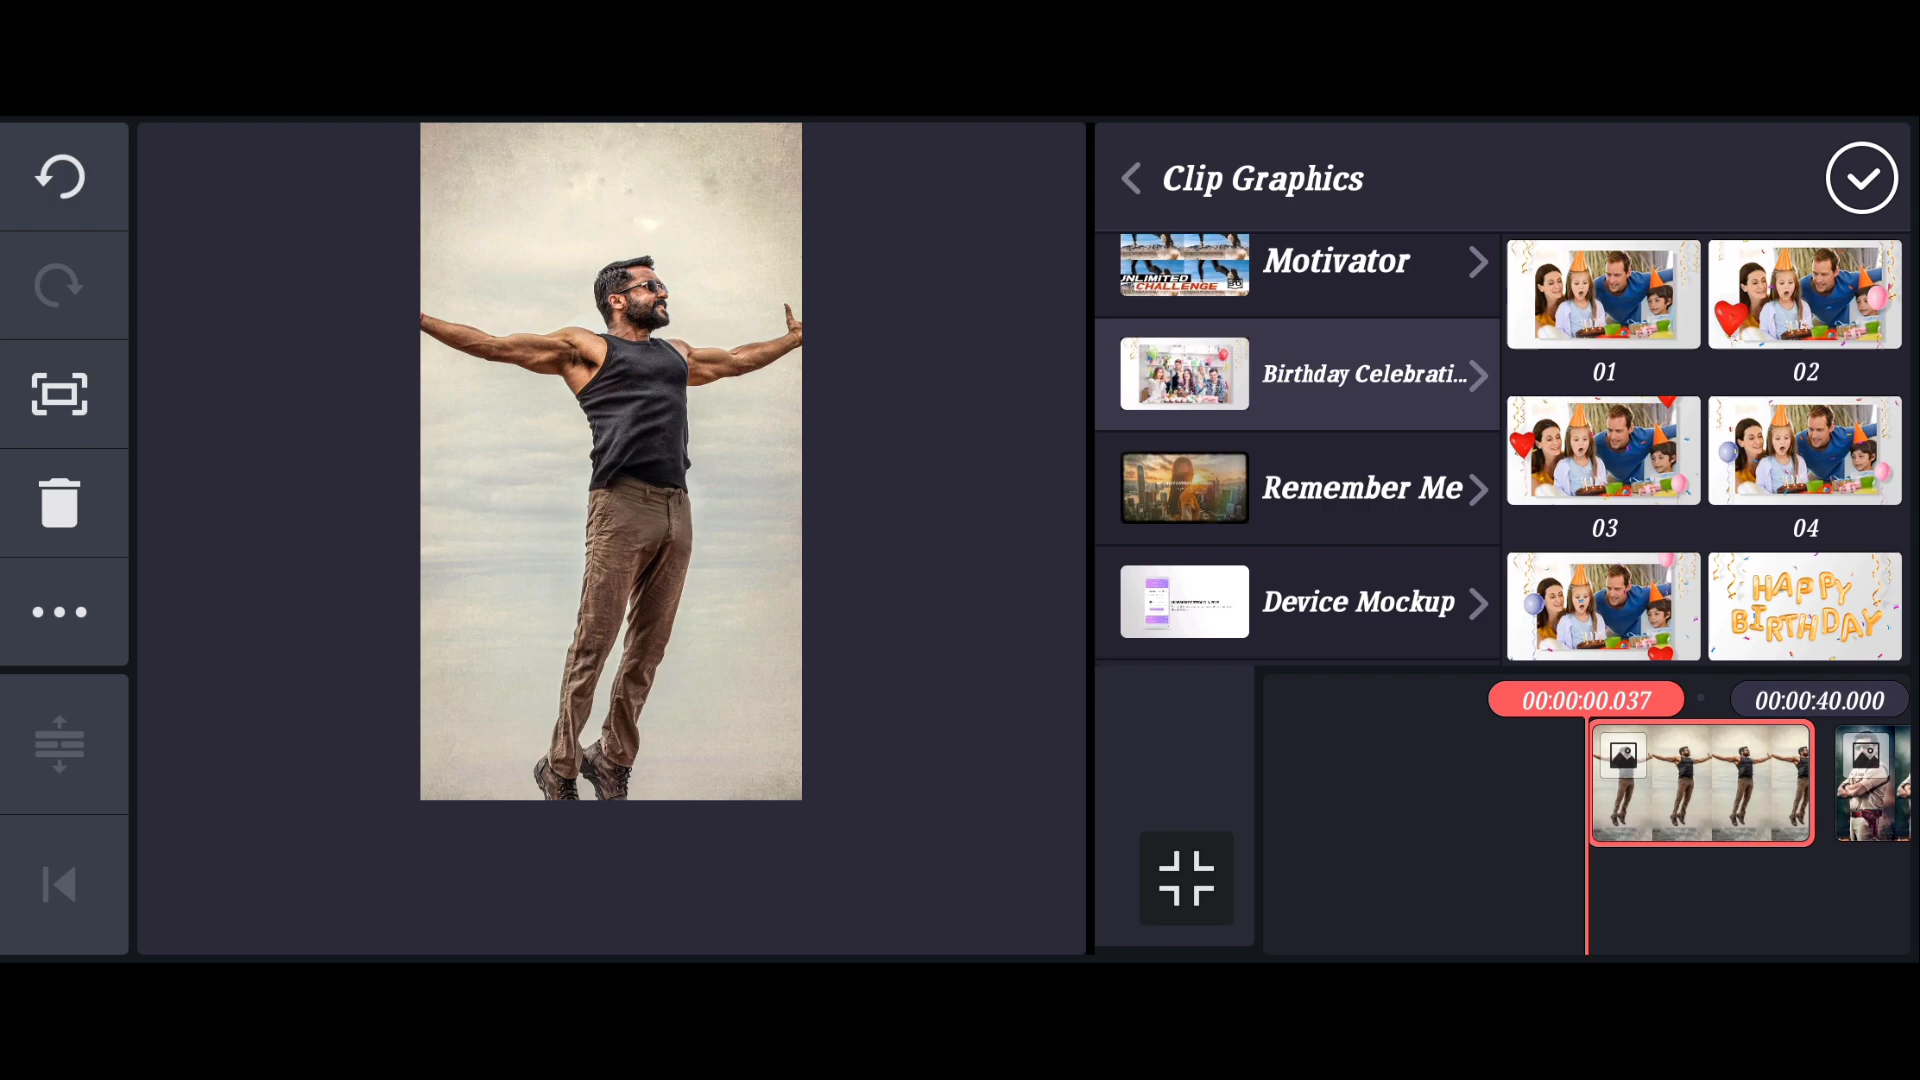 Clip Graphics
UNLIMITED
CHALLENGE
30
Motivator
Birthday Celebrati...
Remember Me
Device Mockup
01
02
03
04
HAPPY
BIRTHDAY
00:00:00.037
00:00:40.000